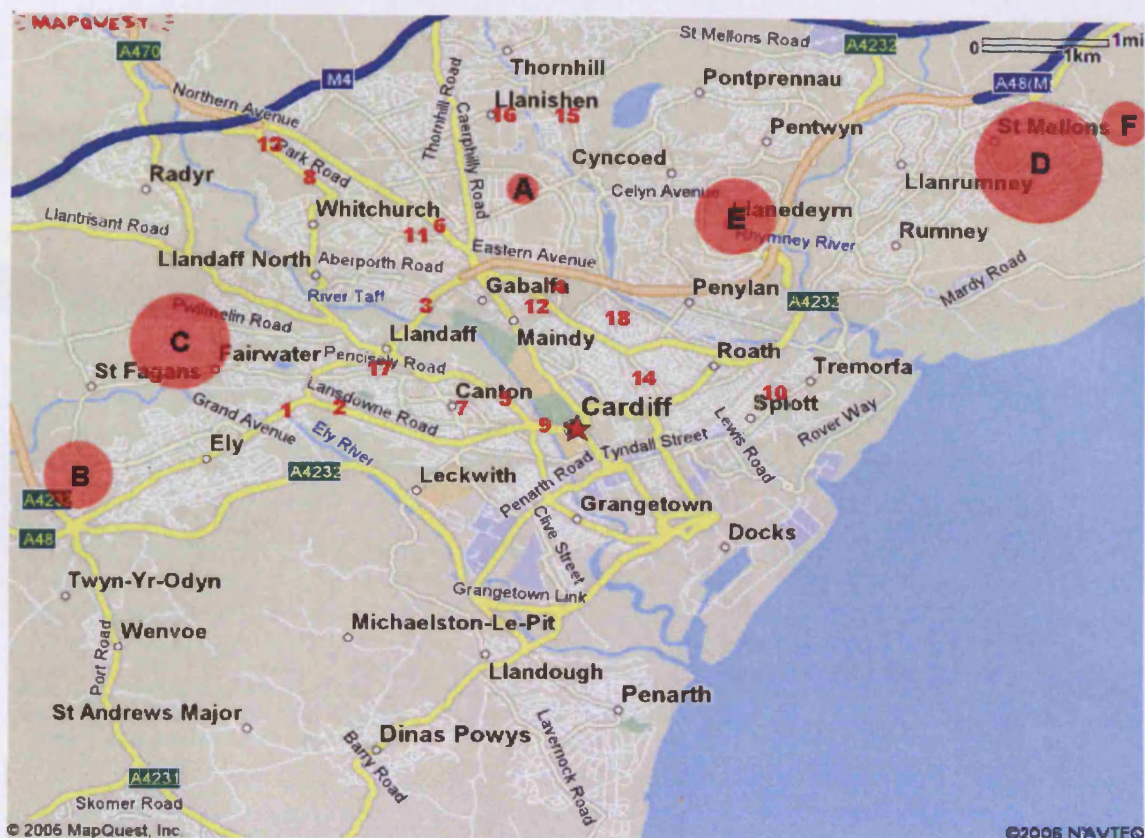 MAPQUEST
A470
St Mellons Road
A4232
0 1mi
1km
Thornhill
M4
Pontprennau
A48(M)
Northern Avenue
Thornhill Road
Caerphilly Road
Llanishen
16 15
St Mellons
F
Pentwyn
D
Park Road
Cyncoed
8
Radyr
A
Celyn Avenue
Llanrumney
Llantrisant Road
Whitchurch
6
11
E
Llanedeyrn
Rhymney River
Rumney
Llandaff North
Aberporth Road
Eastern Avenue
Mardy Road
River Taff
3
Gabalfa
12
18
Penylan
A4232
Pwllmelin Road
C
Llandaff
Maindy
Roath
Fairwater
Pencisely Road
17
Tremorfa
St Fagans
14
Grand Avenue
1
2
Lansdowne Road
Canton
7
9
Cardiff
10
Splott
Ely
Ely River
Lewis Road
Rover Way
Tyndall Street
B
A4232
Leckwith
Penarth Road
A4232
A48
Grangetown
Clive Street
Docks
Twyn-Yr-Odyn
Grangetown Link
Wenvoe
Port Road
Michaelston-Le-Pit
Llandough
Penarth
St Andrews Major
Dinas Powys
Lavernock Road
Barry Road
A4231
Skomer Road
© 2006 MapQuest, Inc.
©2006 NAVTEQ